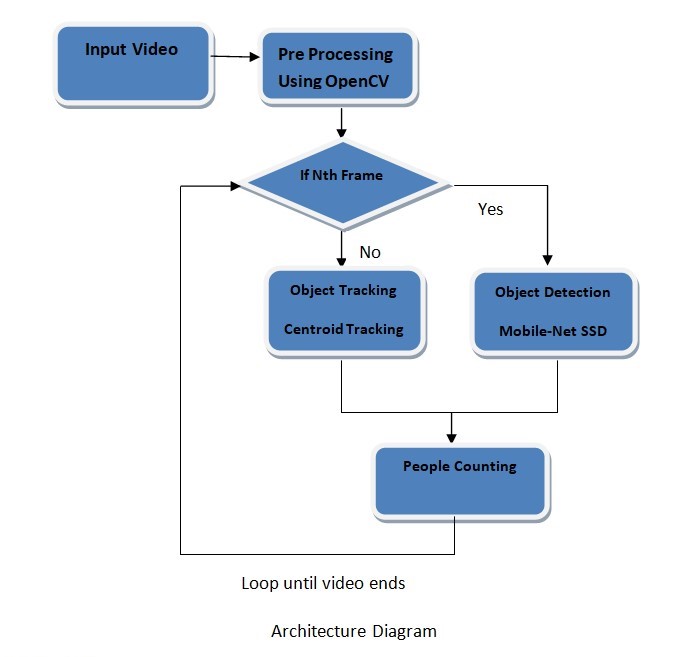 Input Video
Pre Processing
Using OpenCV
If Nth Frame
Yes
No
Object Tracking
Centroid Tracking
Object Detection
Mobile-Net SSD
People Counting
Loop until video ends
Architecture Diagram